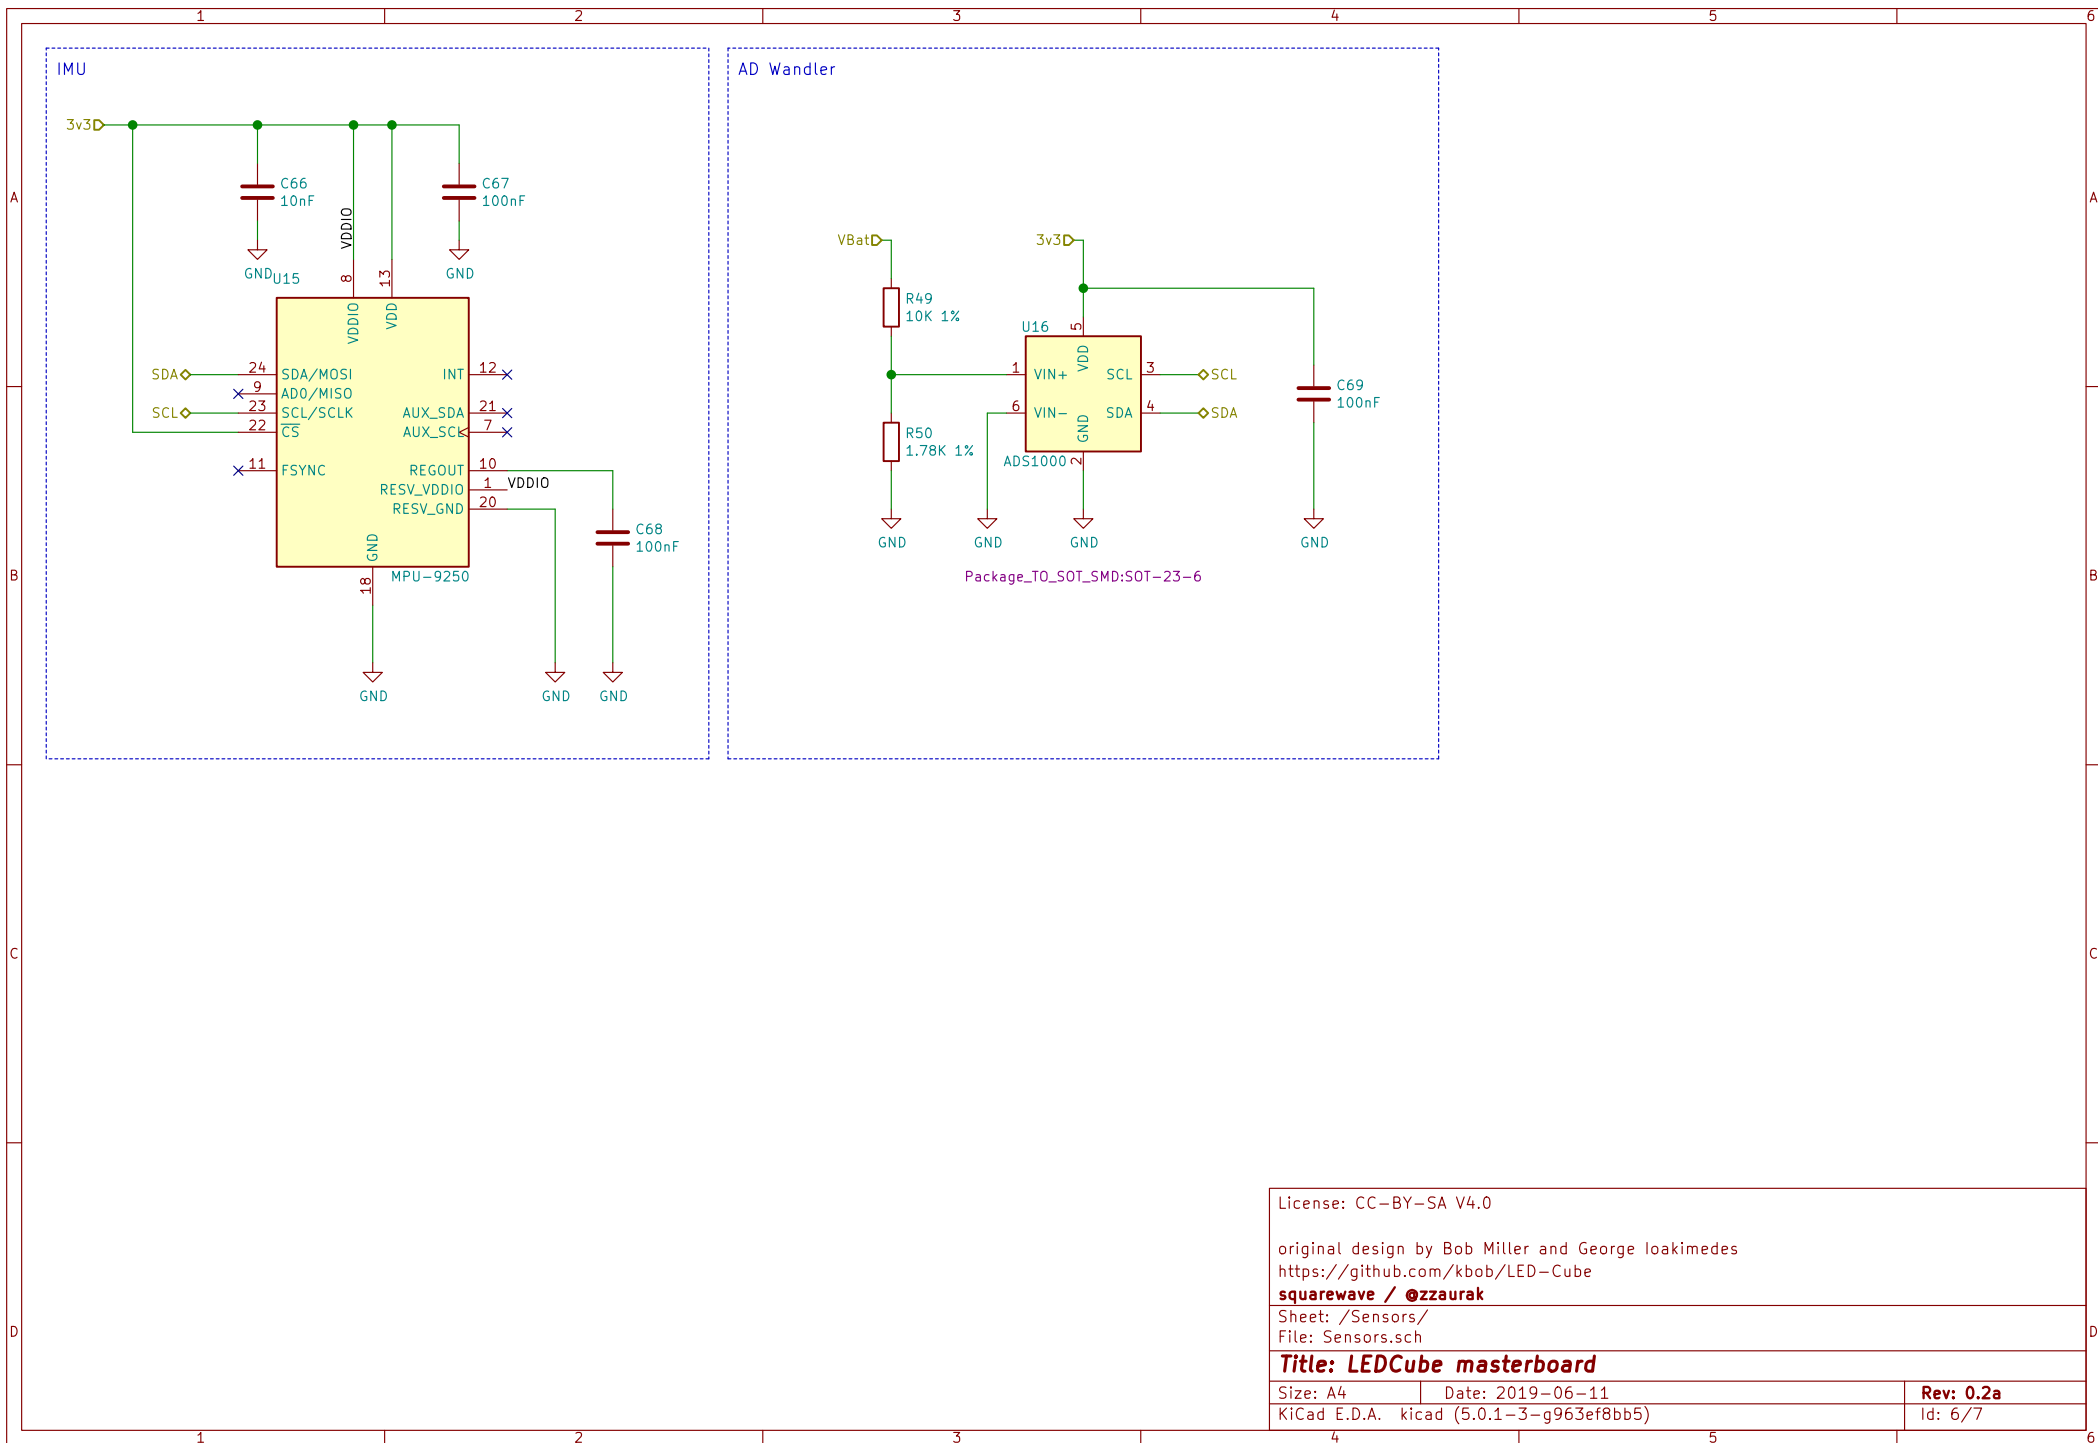 1 2 3 4 5 6
IMU
3v3
C66
10nF
C67
100nF
VDDIO
GND
GND
U15
8
13
VDDIO
VDD
SDA
24
SDA/MOSI
9
AD0/MISO
SCL
23
SCL/SCLK
22
CS
11
FSYNC
INT
12
AUX_SDA
21
AUX_SCL
7
REGOUT
10
RESV_VDDIO
1
VDDIO
RESV_GND
20
GND
18
MPU-9250
C68
100nF
GND
GND
GND
AD Wandler
VBat
3v3
R49
10K 1%
R50
1.78K 1%
U16
5
VDD
1
VIN+
6
VIN-
SCL
3
SCL
SDA
4
SDA
GND
2
ADS1000
C69
100nF
GND
GND
GND
GND
Package_TO_SOT_SMD:SOT-23-6
A
A
B
B
C
C
D
D
License: CC-BY-SA V4.0
original design by Bob Miller and George Ioakimedes
https://github.com/kbob/LED-Cube
squarewave / @zzaurak
Sheet: /Sensors/
File: Sensors.sch
Title: LEDCube masterboard
Size: A4 Date: 2019-06-11 Rev: 0.2a
KiCad E.D.A. kicad (5.0.1-3-g963ef8bb5) Id: 6/7
1 2 3 4 5 6